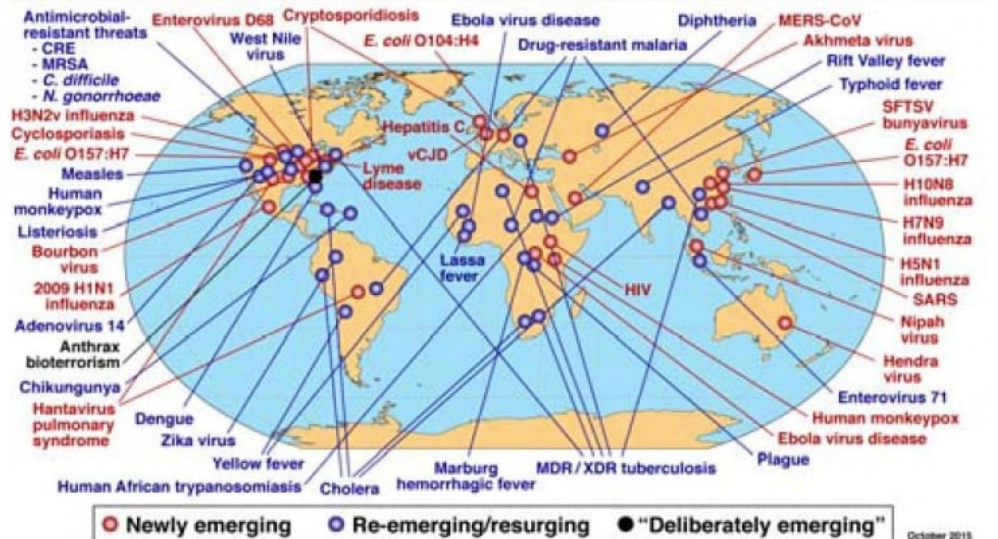 Antimicrobial-
resistant threats
- CRE
- MRSA
- C. difficile
- N. gonorrhoeae
Enterovirus D68
West Nile
virus
Cryptosporidiosis
E. coli O104:H4
Ebola virus disease
Drug-resistant malaria
Diphtheria
MERS-CoV
Akhmeta virus
Rift Valley fever
Typhoid fever
SFTSV
bunyavirus
E. coli
O157:H7
H10N8
influenza
H7N9
influenza
H5N1
influenza
SARS
Nipah
virus
Hendra
virus
Enterovirus 71
Human monkeypox
Ebola virus disease
Plague
H3N2v influenza
Cyclosporiasis
E. coli O157:H7
Measles
Human
monkeypox
Listeriosis
Bourbon
virus
2009 H1N1
influenza
Adenovirus 14
Anthrax
bioterrorism
Chikungunya
Hantavirus
pulmonary
syndrome
Dengue
Zika virus
Yellow fever
Human African trypanosomiasis
Cholera
Marburg
hemorrhagic fever
MDR/XDR tuberculosis
Hepatitis C
vCJD
Lyme
disease
Lassa
fever
HIV
Newly emerging
Re-emerging/resurging
"Deliberately emerging"
October 2015